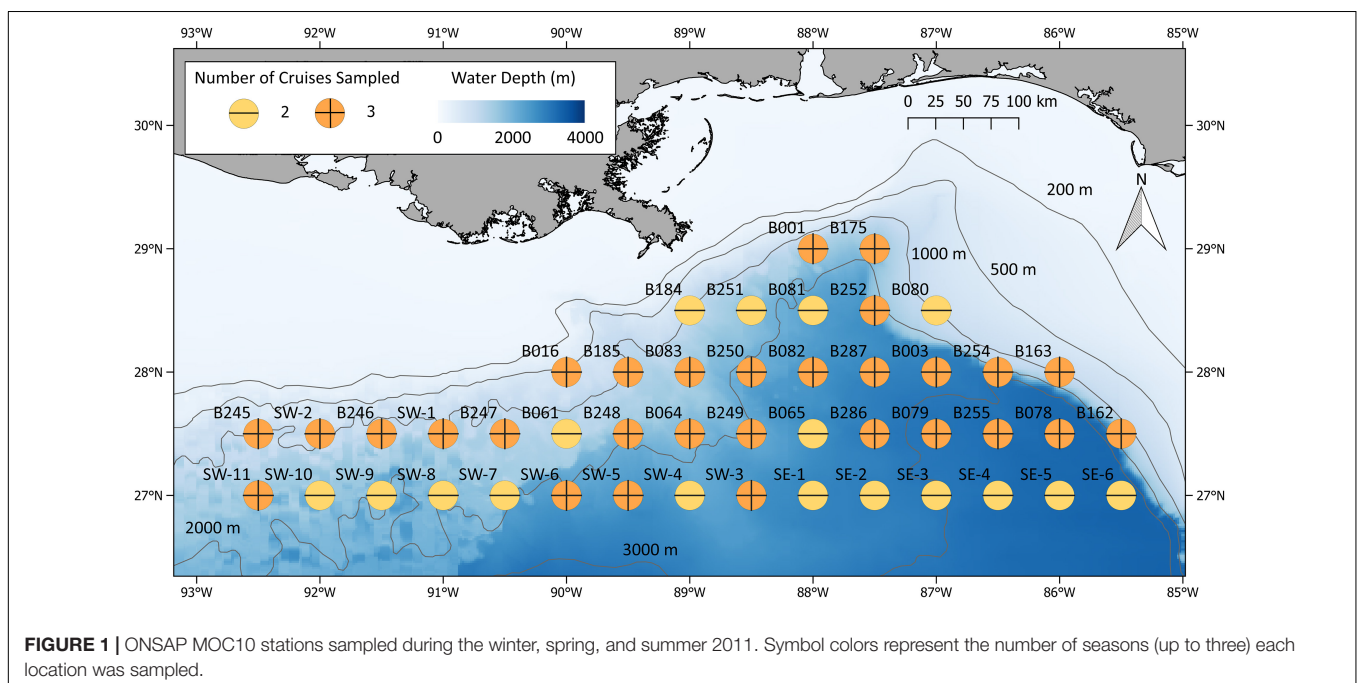 93°W 92°W 91°W 90°W 89°W 88°W 87°W 86°W 85°W
Number of Cruises Sampled Water Depth (m)
2 3
0 2000 4000
0 25 50 75 100 km
30°N 30°N
200 m
N
29°N 29°N
B001 B175
1000 m
500 m
B184 B251 B081 B252 B080
28°N 28°N
B016 B185 B083 B250 B082 B287 B003 B254 B163
B245 SW-2 B246 SW-1 B247 B061 B248 B064 B249 B065 B286 B079 B255 B078 B162
27°N 27°N
SW-11 SW-10 SW-9 SW-8 SW-7 SW-6 SW-5 SW-4 SW-3 SE-1 SE-2 SE-3 SE-4 SE-5 SE-6
2000 m
3000 m
93°W 92°W 91°W 90°W 89°W 88°W 87°W 86°W 85°W
FIGURE 1 | ONSAP MOC10 stations sampled during the winter, spring, and summer 2011. Symbol colors represent the number of seasons (up to three) each
location was sampled.